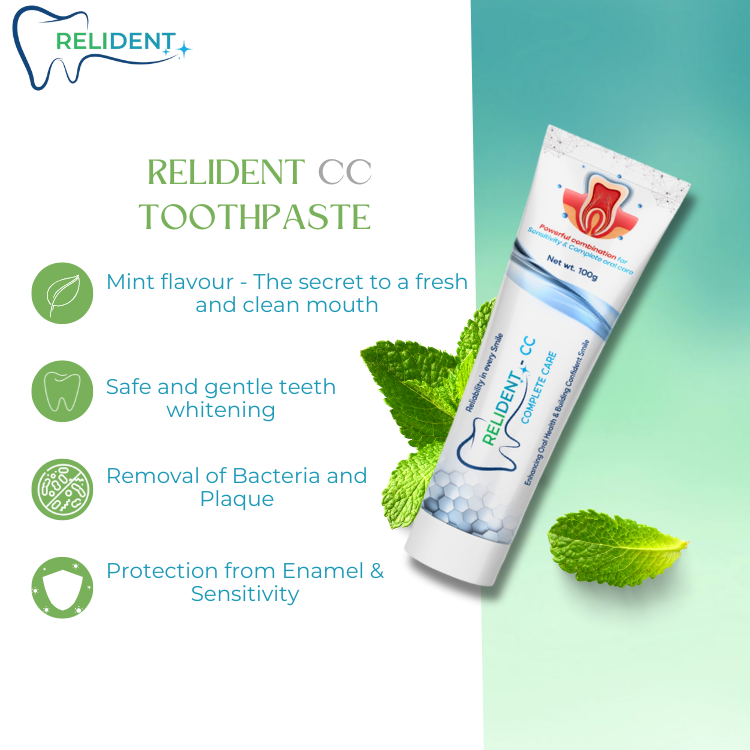 RELIDENT
RELIDENT CC
TOOTHPASTE
Mint flavour - The secret to a fresh
and clean mouth
Safe and gentle teeth
whitening
Removal of Bacteria and
Plaque
Protection from Enamel &
Sensitivity
Powerful combination for
Sensitivity & Complete oral care
Net wt. 100g
Reliability in every Smile
RELIDENT - CC
COMPLETE CARE
Enhancing Oral Health & Building Confident Smile